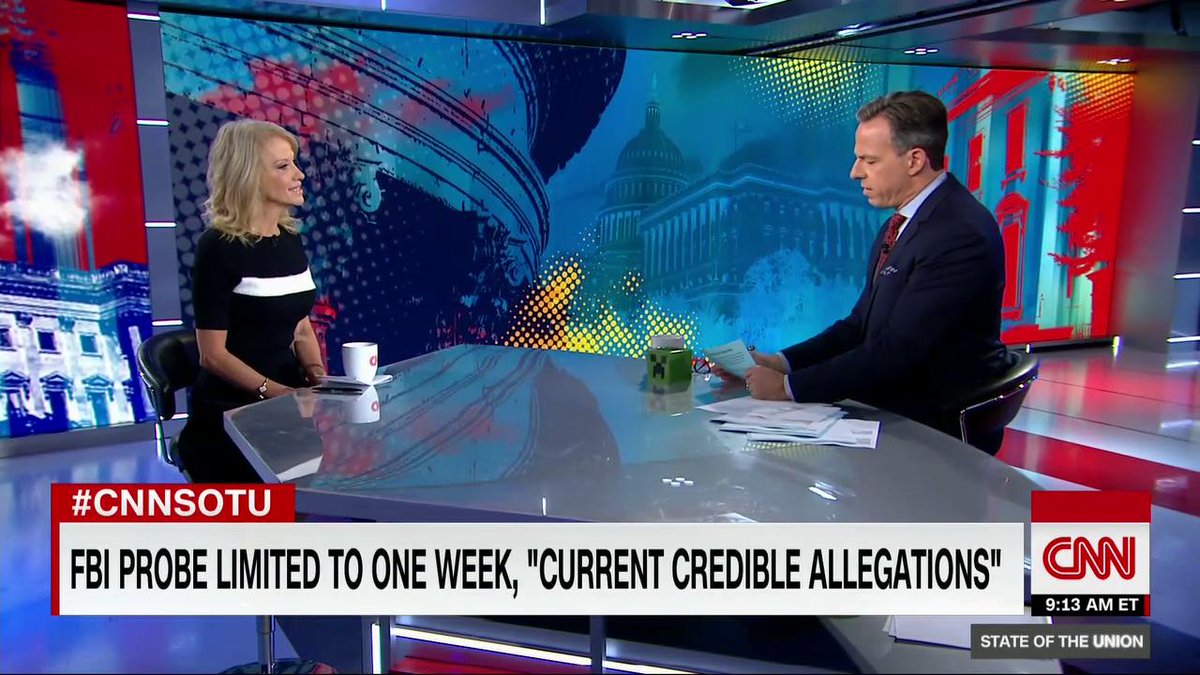 #CNNSOTU
FBI PROBE LIMITED TO ONE WEEK, "CURRENT CREDIBLE ALLEGATIONS"
CNN
9:13 AM ET
STATE OF THE UNION